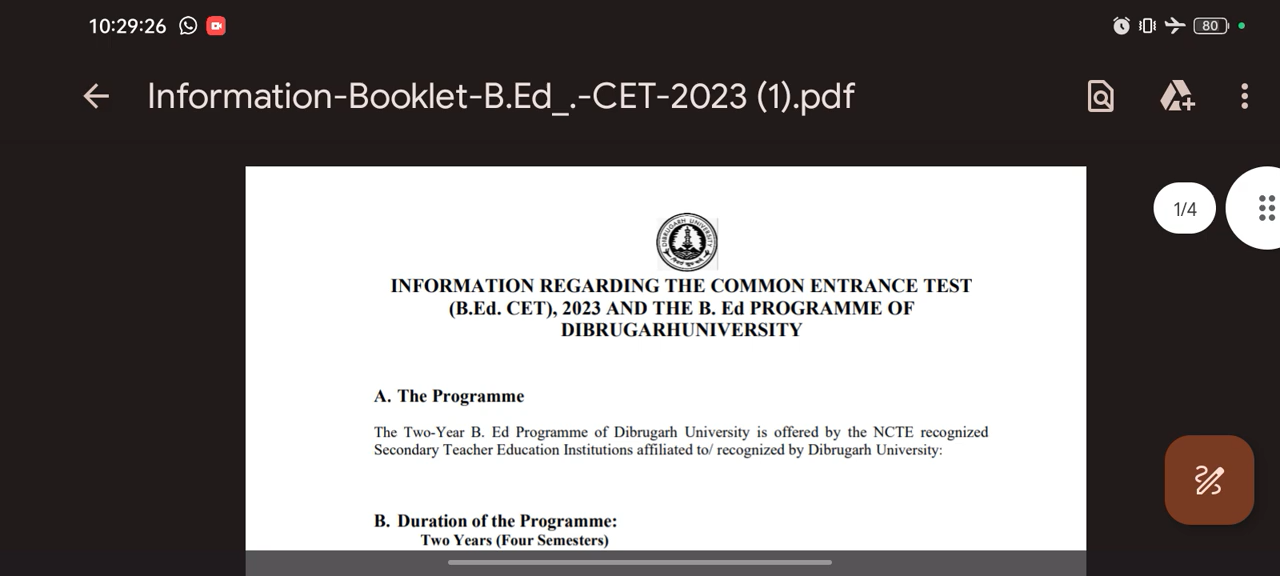 10:29:26
80
Information-Booklet-B.Ed_.-CET-2023 (1).pdf
1/4
DIBRUGARH UNIVERSITY
INFORMATION REGARDING THE COMMON ENTRANCE TEST
(B.Ed. CET), 2023 AND THE B. Ed PROGRAMME OF
DIBRUGARHUNIVERSITY
A. The Programme
The Two-Year B. Ed Programme of Dibrugarh University is offered by the NCTE recognized
Secondary Teacher Education Institutions affiliated to/ recognized by Dibrugarh University:
B. Duration of the Programme:
Two Years (Four Semesters)